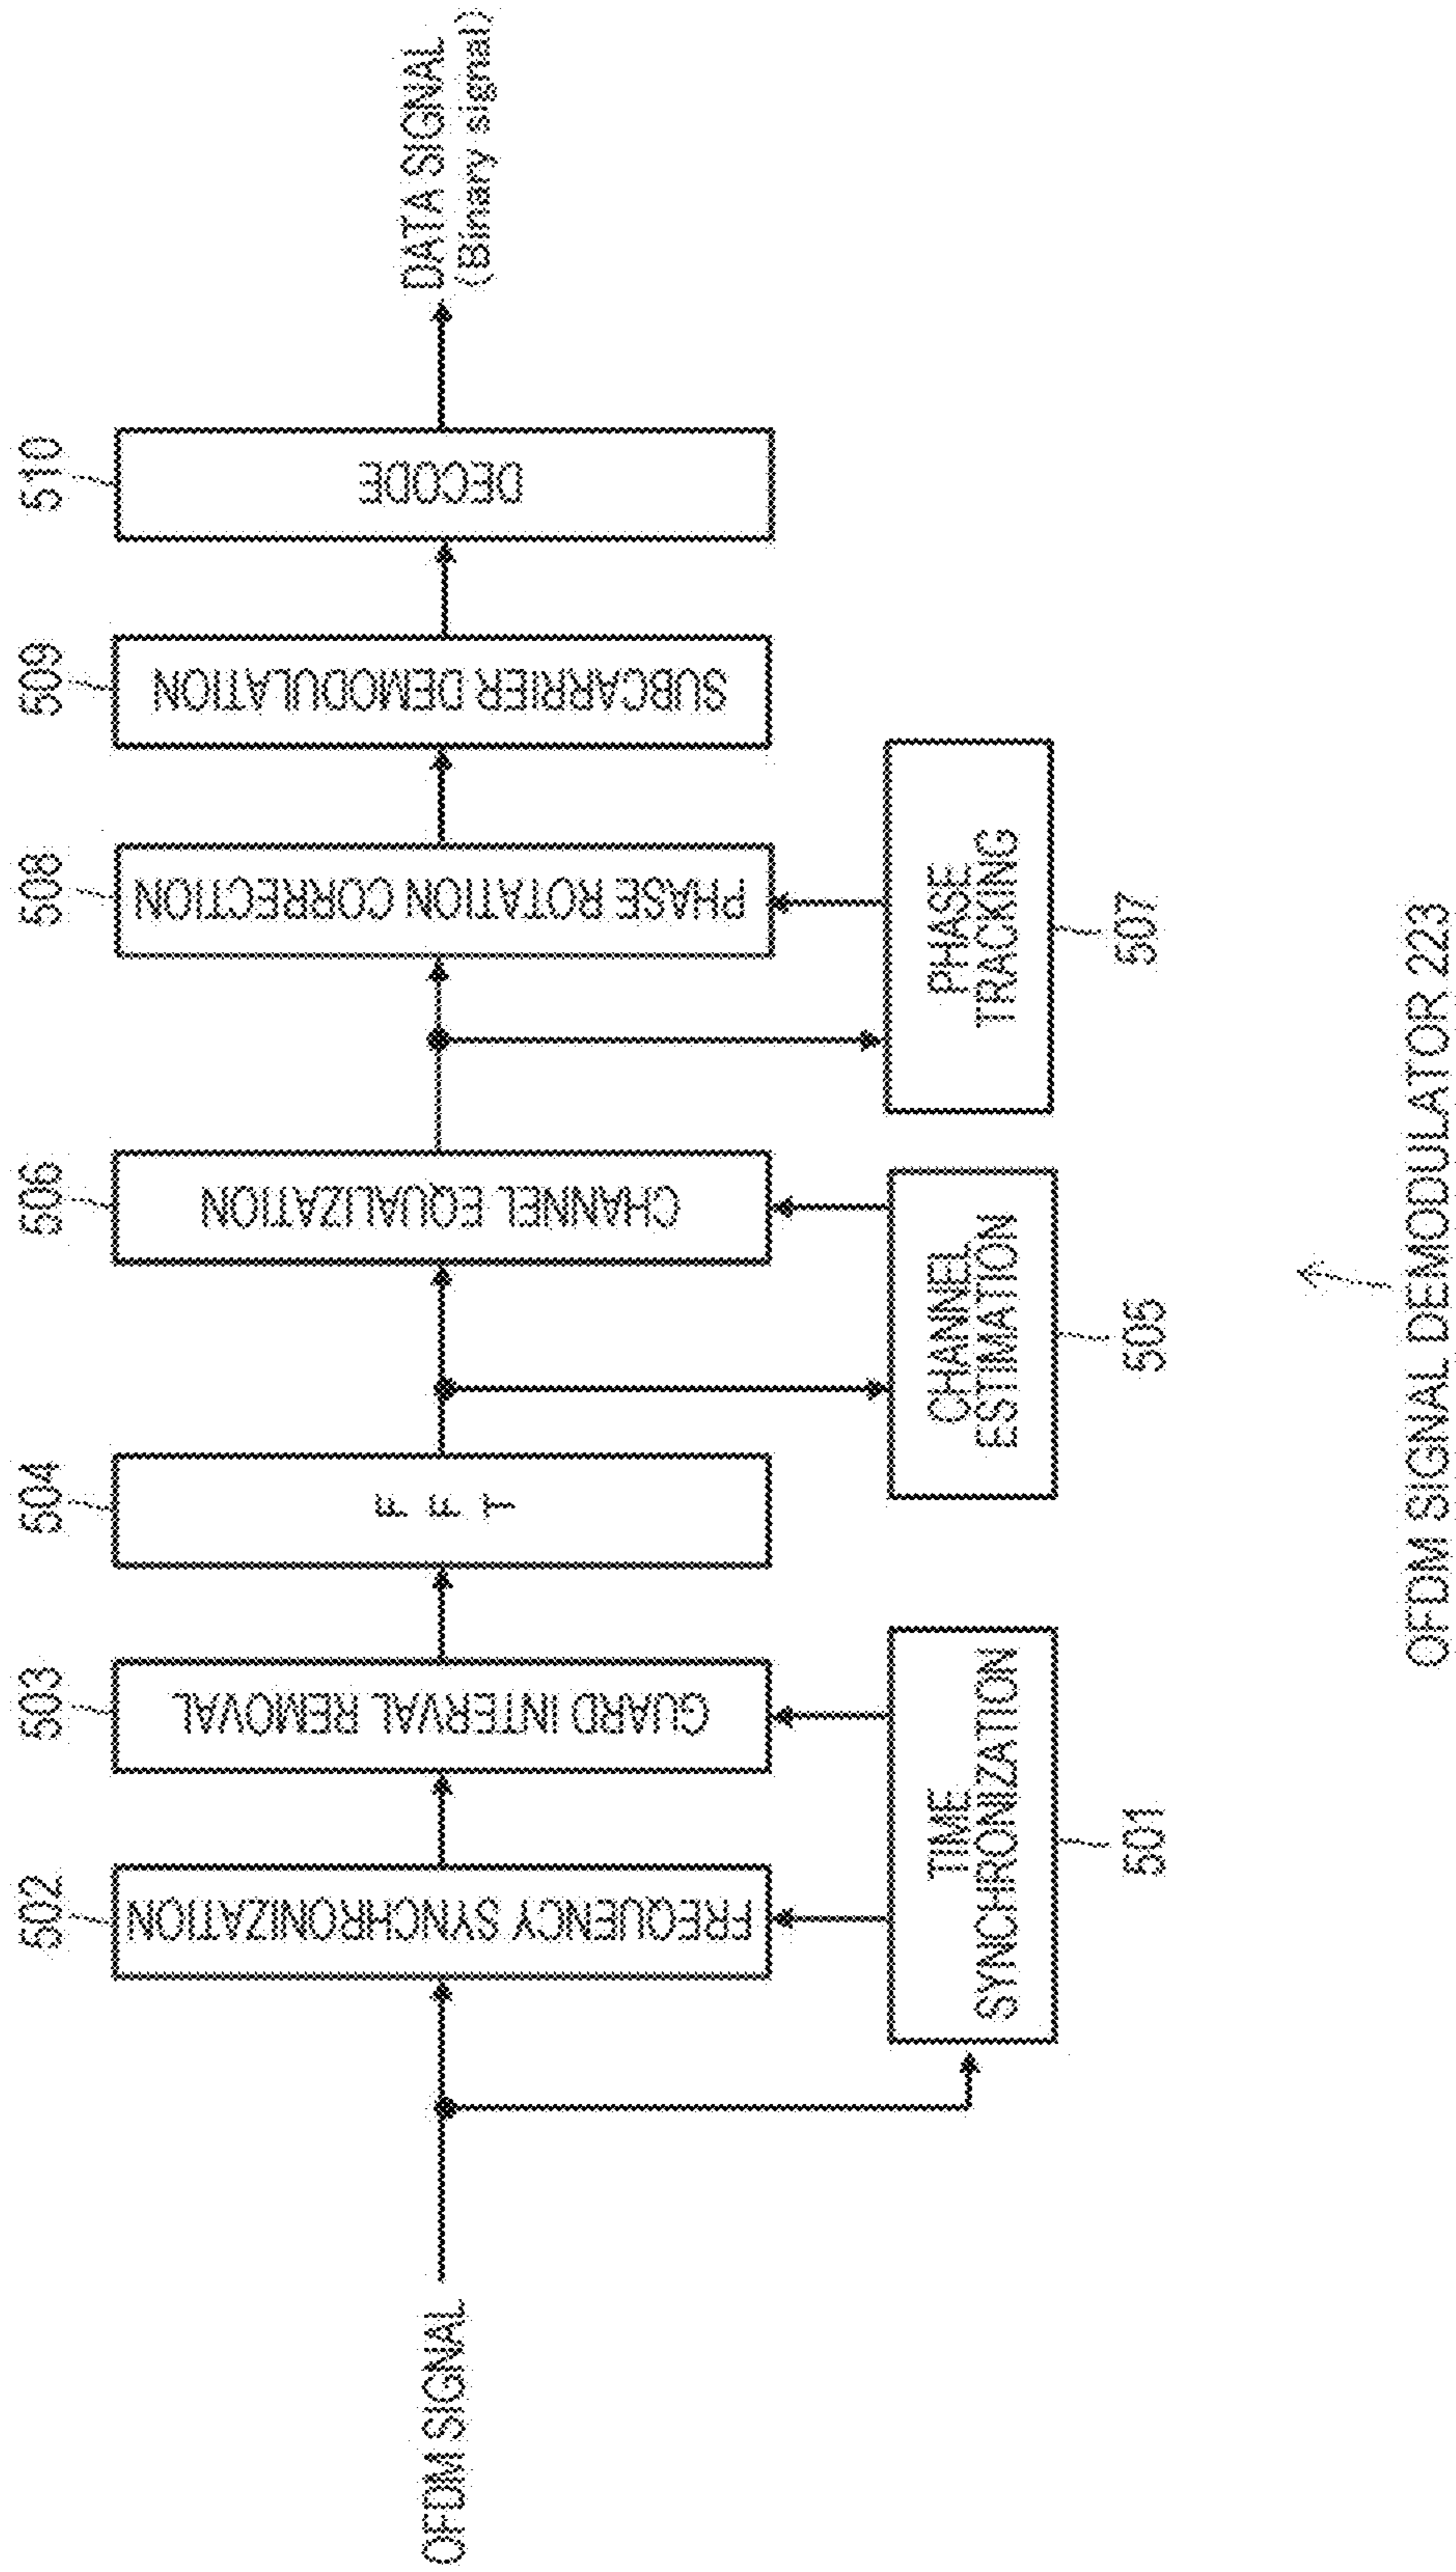 OFDM SIGNAL
502
FREQUENCY SYNCHRONIZATION
503
GUARD INTERVAL REMOVAL
504
F F T
506
CHANNEL EQUALIZATION
508
PHASE ROTATION CORRECTION
509
SUBCARRIER DEMODULATION
510
DECODE
DATA SIGNAL
(Binary signal)
TIME
SYNCHRONIZATION
501
CHANNEL
ESTIMATION
505
PHASE
TRACKING
507
OFDM SIGNAL DEMODULATOR 223